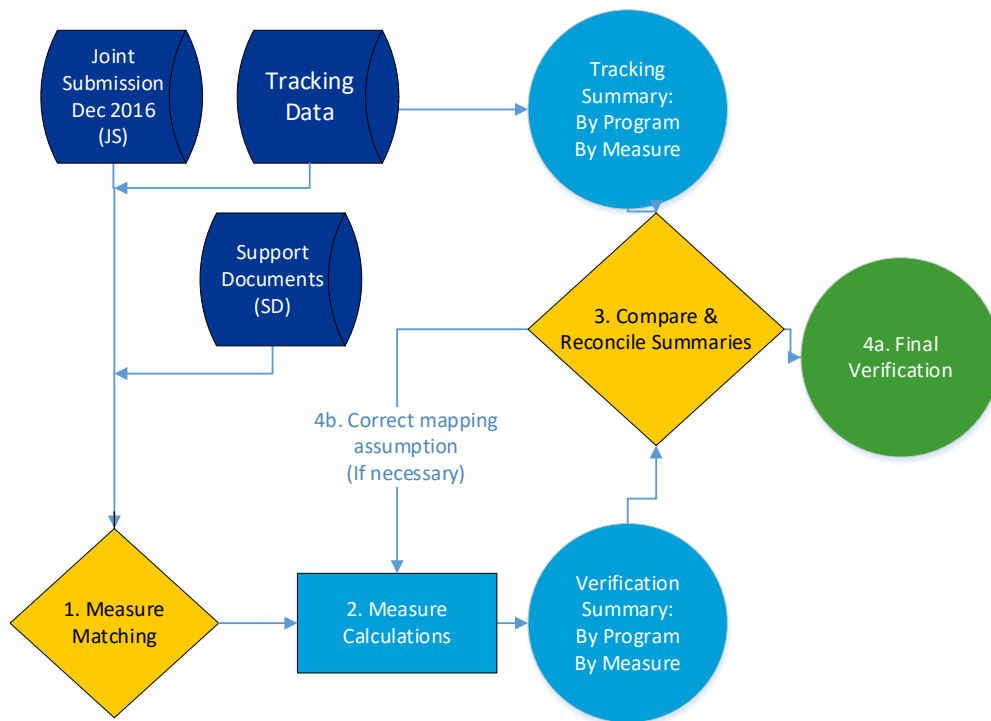 Joint
Submission
Dec 2016
(JS)
Tracking
Data
Tracking
Summary:
By Program
By Measure
Support
Documents
(SD)
3. Compare &
Reconcile Summaries
4a. Final
Verification
4b. Correct mapping
assumption
(If necessary)
1. Measure
Matching
2. Measure
Calculations
Verification
Summary:
By Program
By Measure